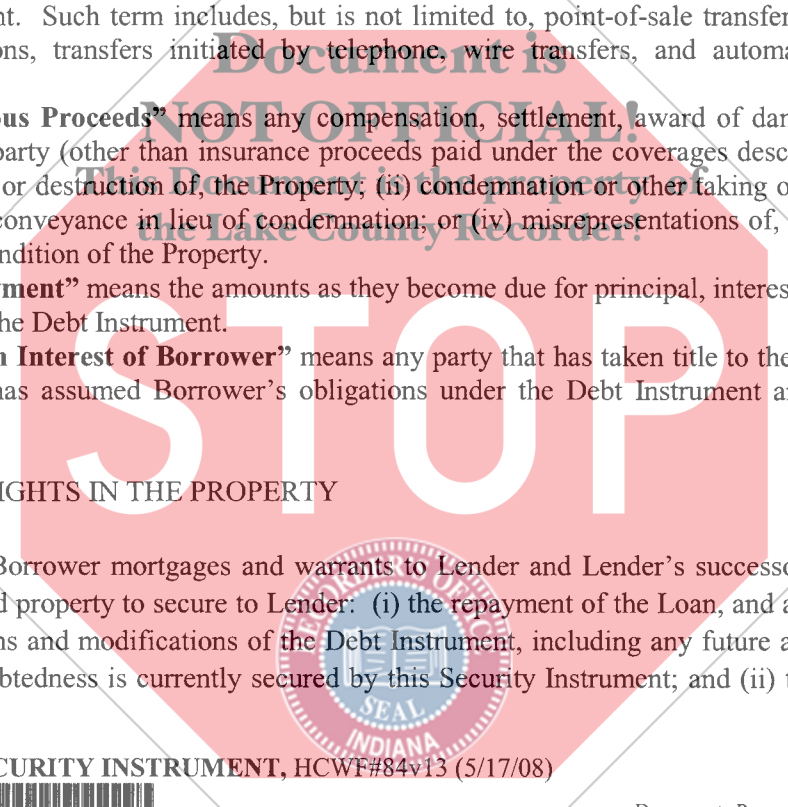 nt. Such term includes, but is not limited to, point-of-sale transfer
ons, transfers initiated by telephone, wire transfers, and automa
Document is
us Proceeds” means any compensation, settlement, award of dar
NOT OFFICIAL!
party (other than insurance proceeds paid under the coverages desc
or destruction of, the Property; (ii) condemnation or other taking o
This Document is the property of
conveyance in lieu of condemnation; or (iv) misrepresentations of,
the Lake County Recorder!
ndition of the Property.
ment” means the amounts as they become due for principal, interes
he Debt Instrument.
n Interest of Borrower” means any party that has taken title to the
has assumed Borrower’s obligations under the Debt Instrument a
STOP
IGHTS IN THE PROPERTY
Borrower mortgages and warrants to Lender and Lender’s successo
d property to secure to Lender: (i) the repayment of the Loan, and a
ns and modifications of the Debt Instrument, including any future a
btedness is currently secured by this Security Instrument; and (ii) t
RECORDER'S OFFICE
SEAL
INDIANA
CURITY INSTRUMENT, HCWF#84v13 (5/17/08)